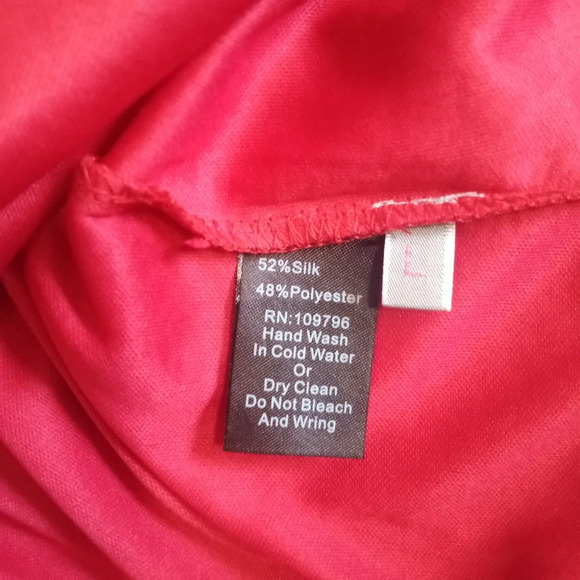 52%Silk
48%Polyester
RN:109796
Hand Wash
In Cold Water
Or
Dry Clean
Do Not Bleach
And Wring